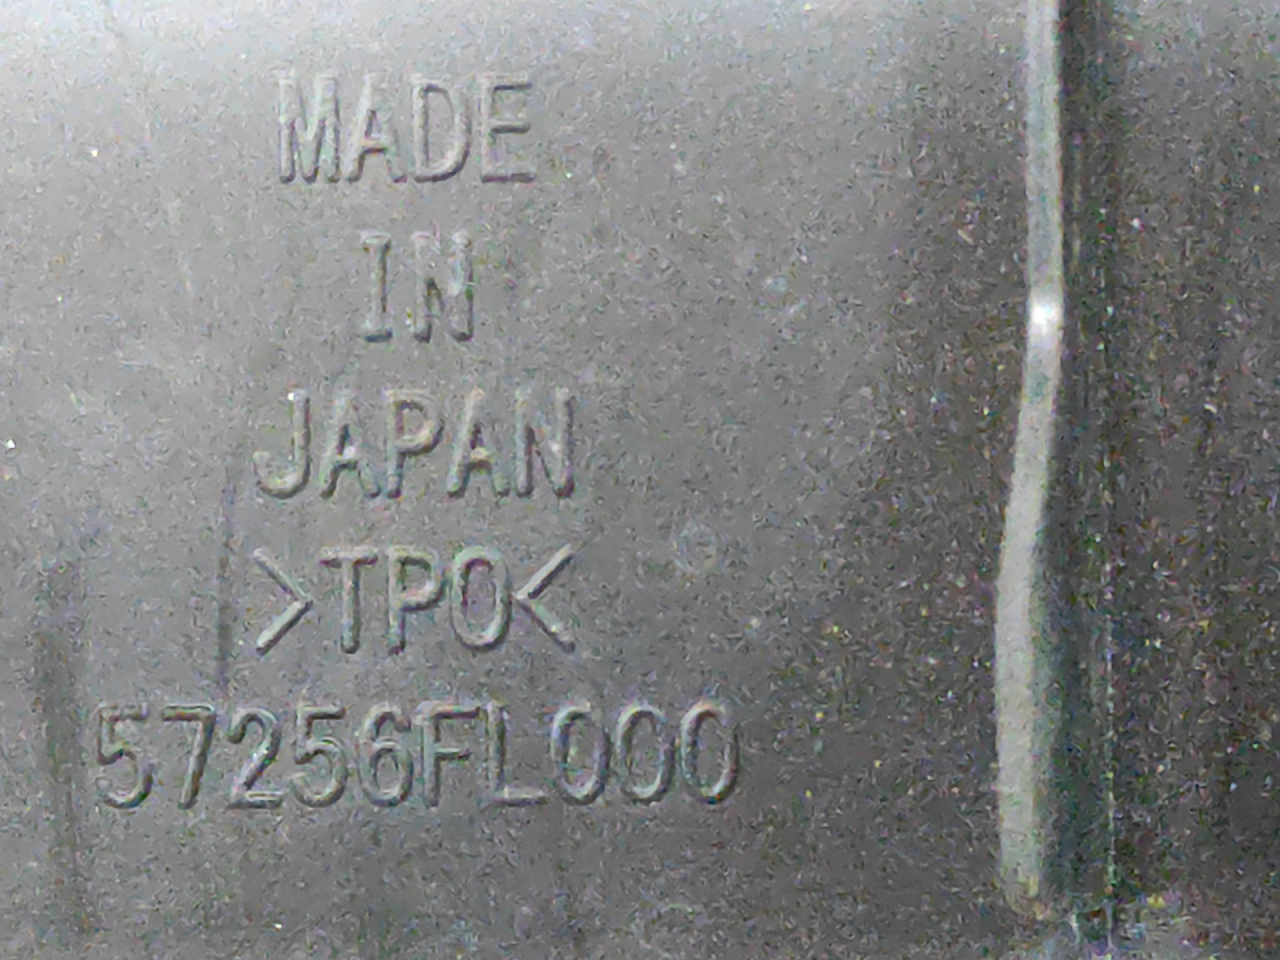 MADE
IN
JAPAN
>TPO<
57256FL000